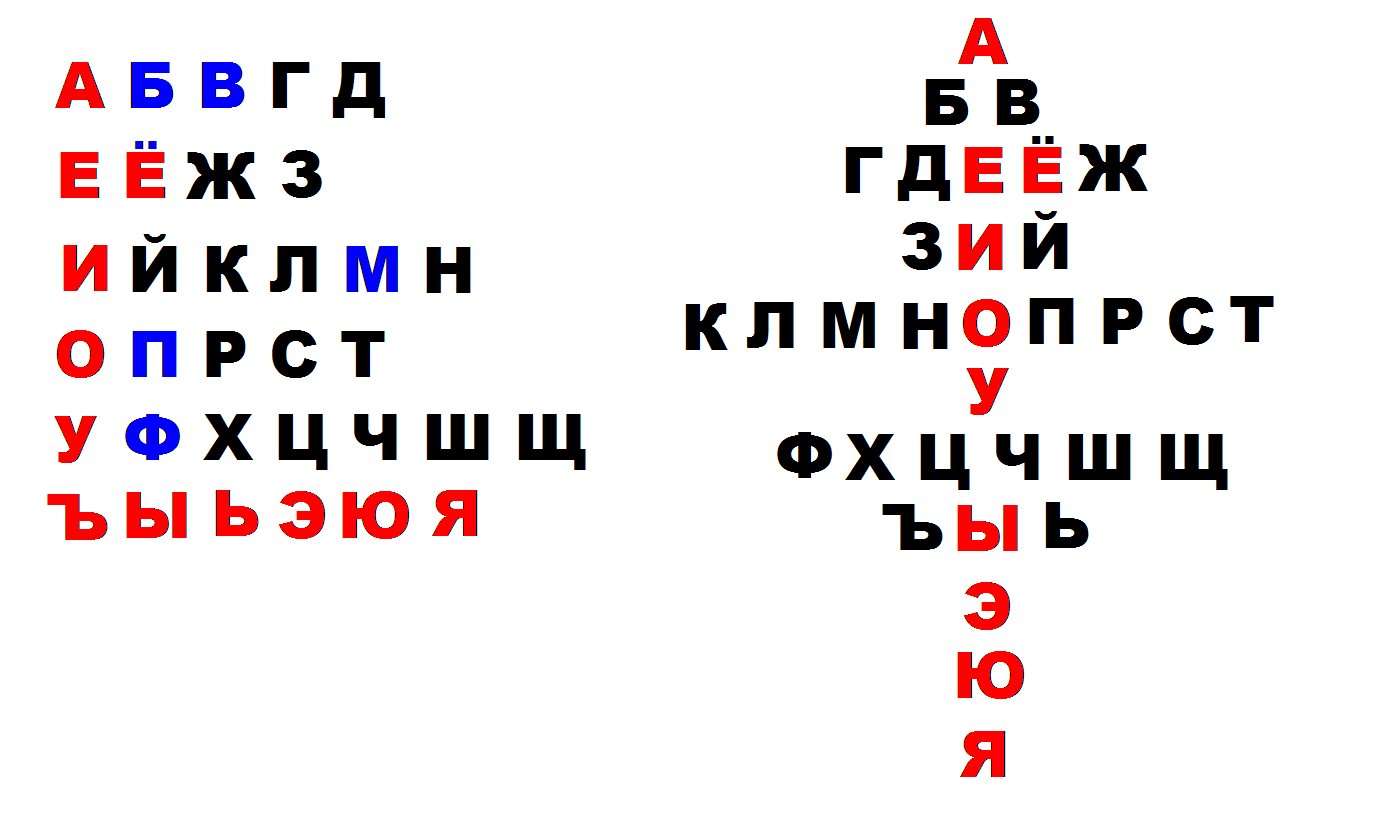 А Б В Г Д
Е Ё Ж З
И Й К Л М Н
О П Р С Т
У Ф Х Ц Ч Ш Щ
Ъ Ы Ь Э Ю Я
А
Б В
Г Д Е Ё Ж
З И Й
К Л М Н О П Р С Т
У
Ф Х Ц Ч Ш Щ
Ъ Ы Ь
Э
Ю
Я